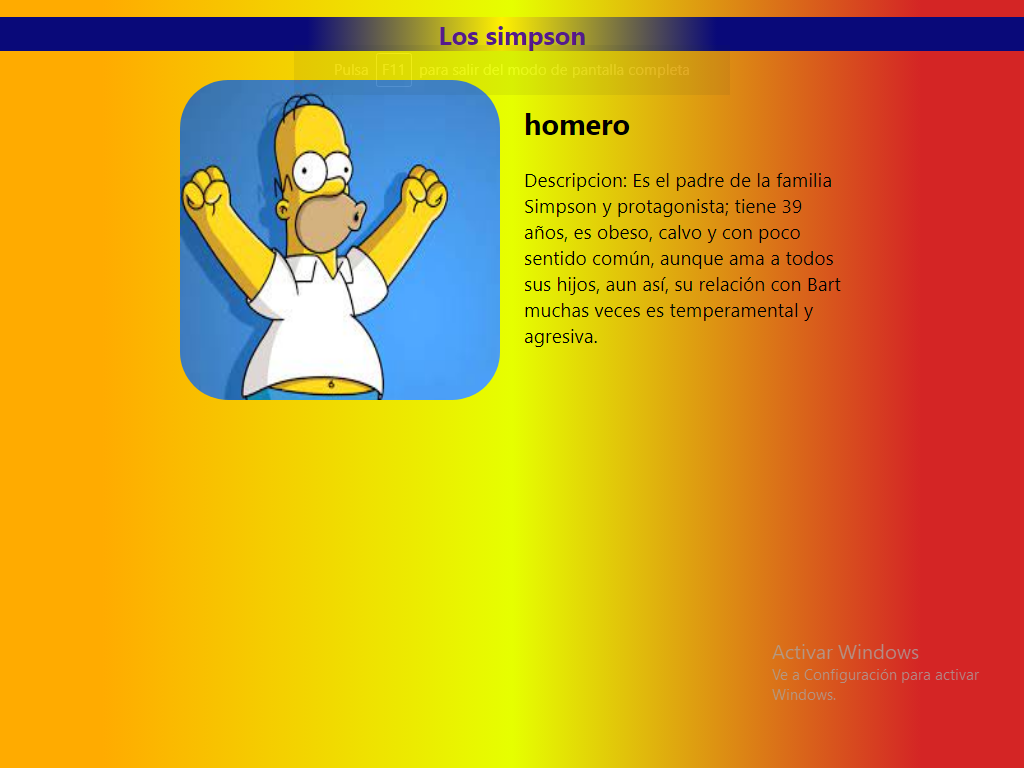 Los simpson
Pulsa F11 para salir del modo de pantalla completa
homero
Descripcion: Es el padre de la familia
Simpson y protagonista; tiene 39
años, es obeso, calvo y con poco
sentido común, aunque ama a todos
sus hijos, aun así, su relación con Bart
muchas veces es temperamental y
agresiva.
Activar Windows
Ve a Configuración para activar
Windows.